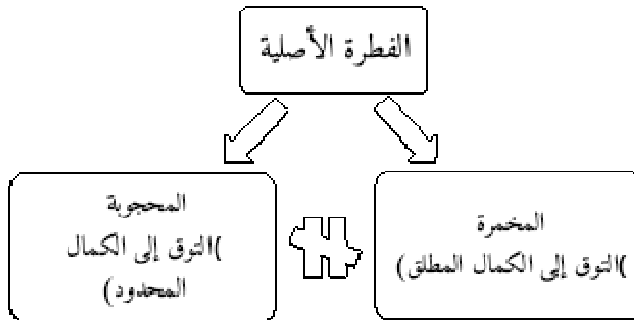 الفطرة الأصلية
المخمرة
)التوق إلى الكمال المطلق)
المحجوبة
)التوق إلى الكمال
المحدود)